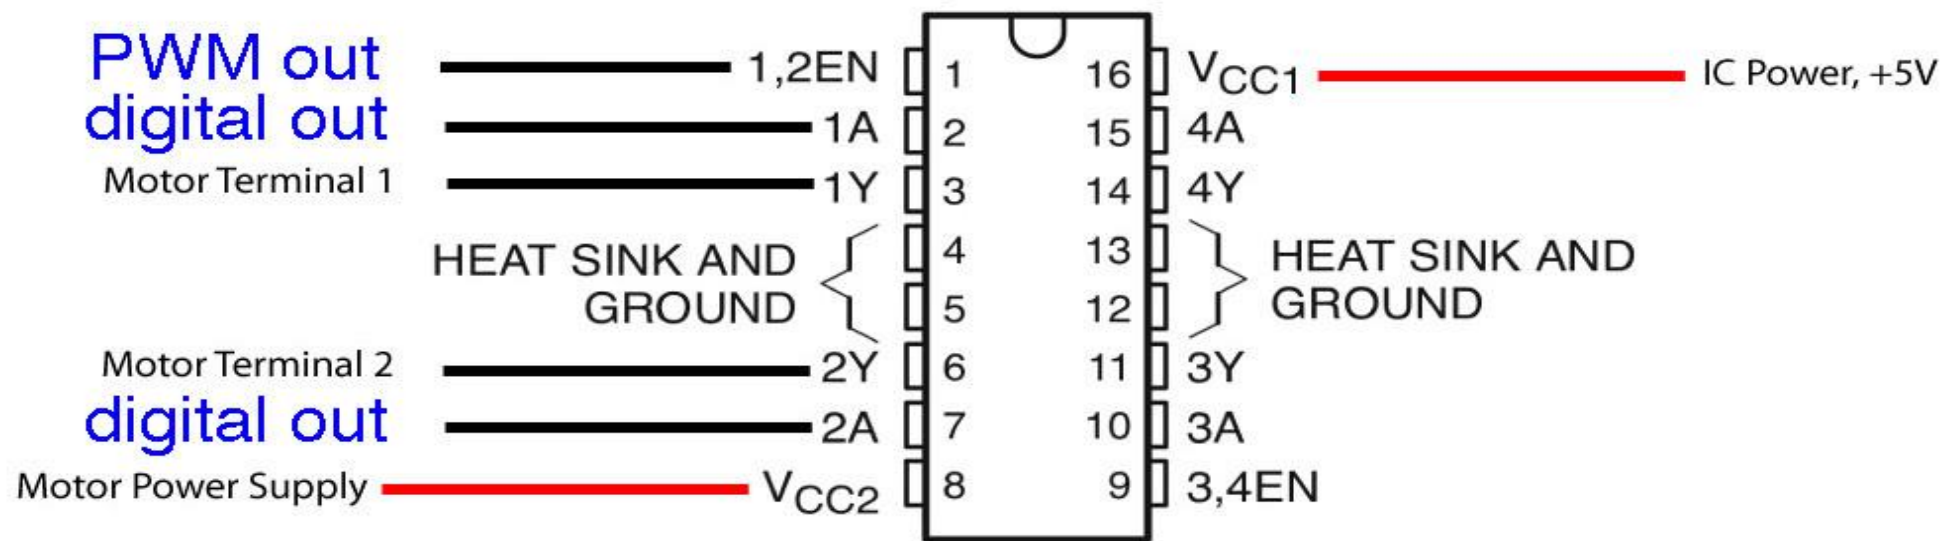 PWM out
1,2EN
1
16
VCC1
IC Power, +5V
digital out
1A
2
15
4A
Motor Terminal 1
1Y
3
14
4Y
HEAT SINK AND
GROUND
4
5
13
12
HEAT SINK AND
GROUND
Motor Terminal 2
2Y
6
11
3Y
digital out
2A
7
10
3A
Motor Power Supply
VCC2
8
9
3,4EN